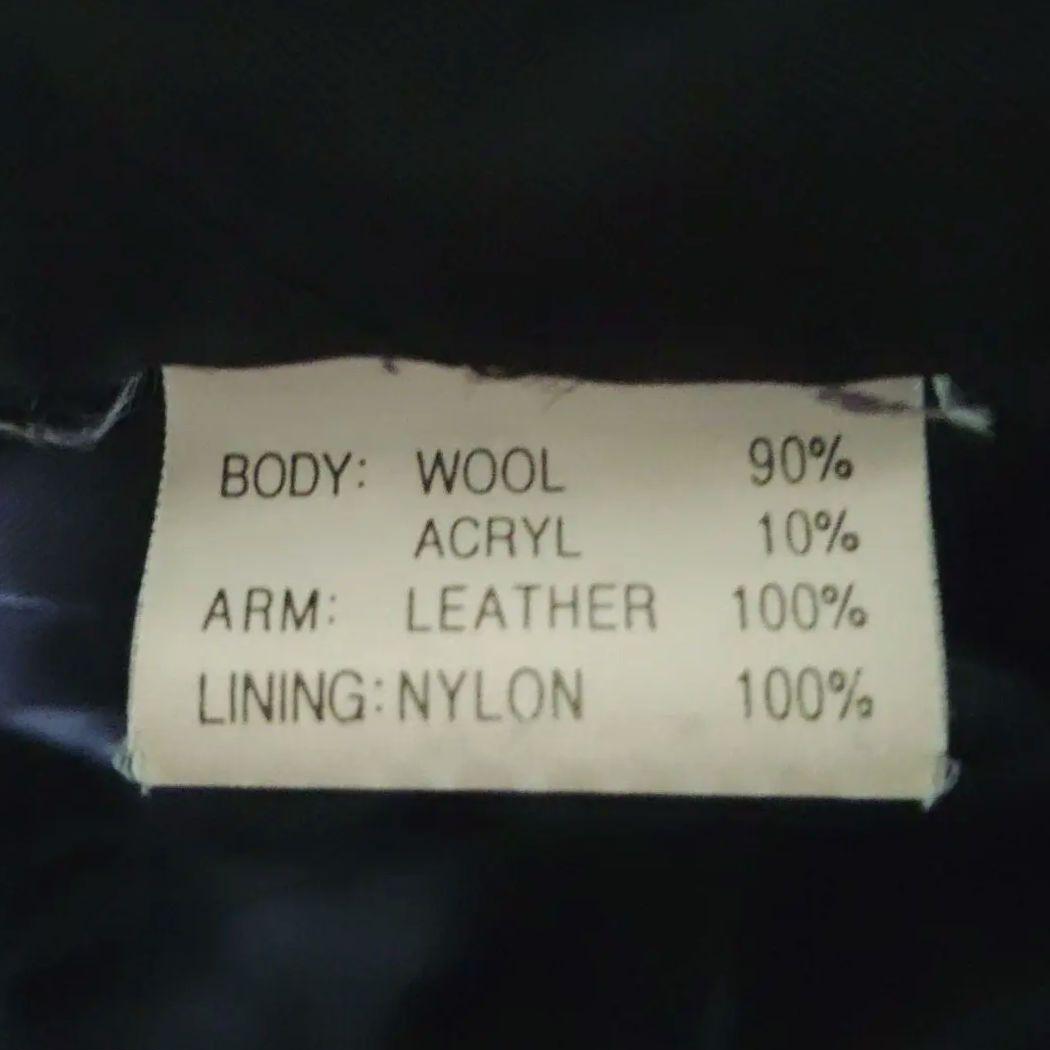 BODY: WOOL 90%
ACRYL 10%
ARM: LEATHER 100%
LINING: NYLON 100%